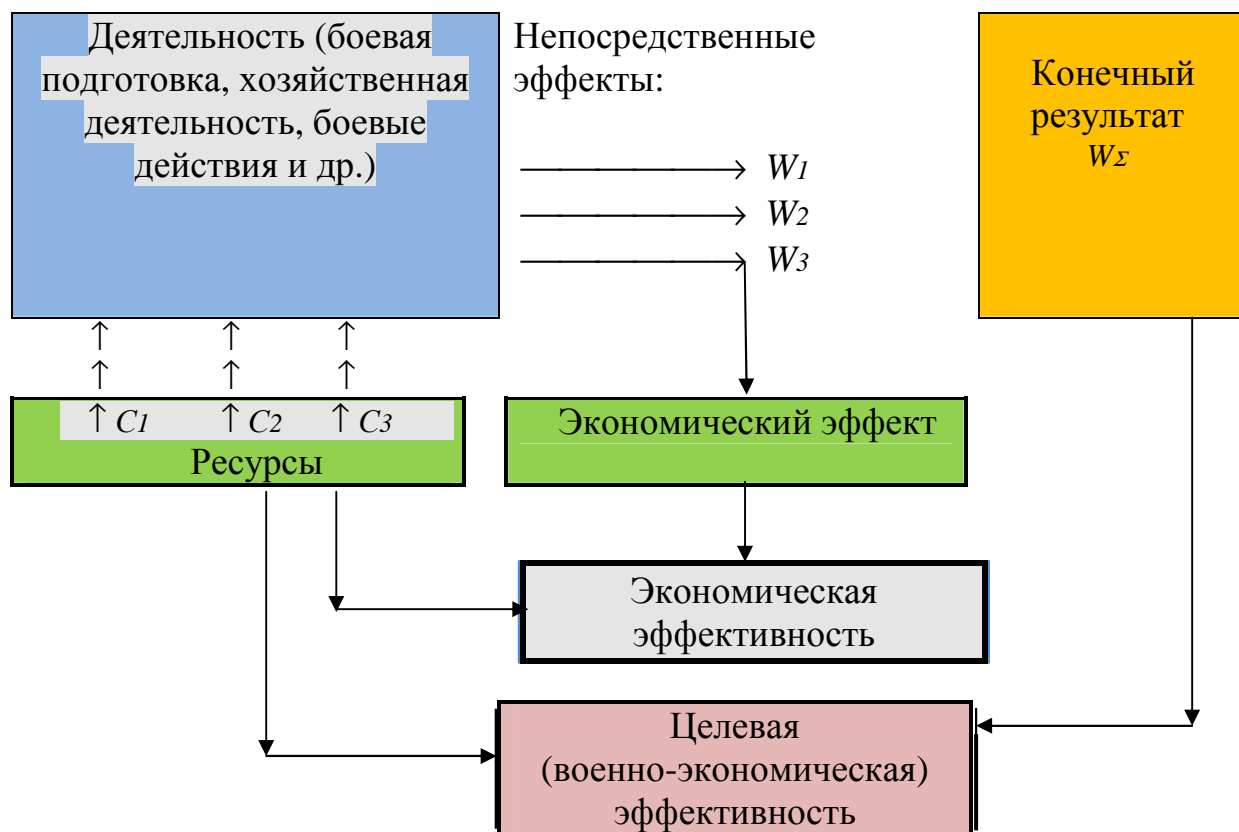 Деятельность (боевая
подготовка, хозяйственная
деятельность, боевые
действия и др.)
Непосредственные
эффекты:
W1
W2
W3
Конечный
результат
WΣ
↑ C1 ↑ C2 ↑ C3
Ресурсы
Экономический эффект
Экономическая
эффективность
Целевая
(военно-экономическая)
эффективность